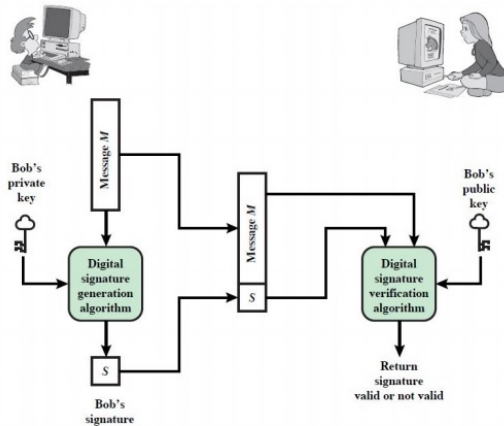 Message M
Bob's
private
key
Digital
signature
generation
algorithm
S
Bob's
signature
Message M
S
Bob's
public
key
Digital
signature
verification
algorithm
Return
signature
valid or not valid